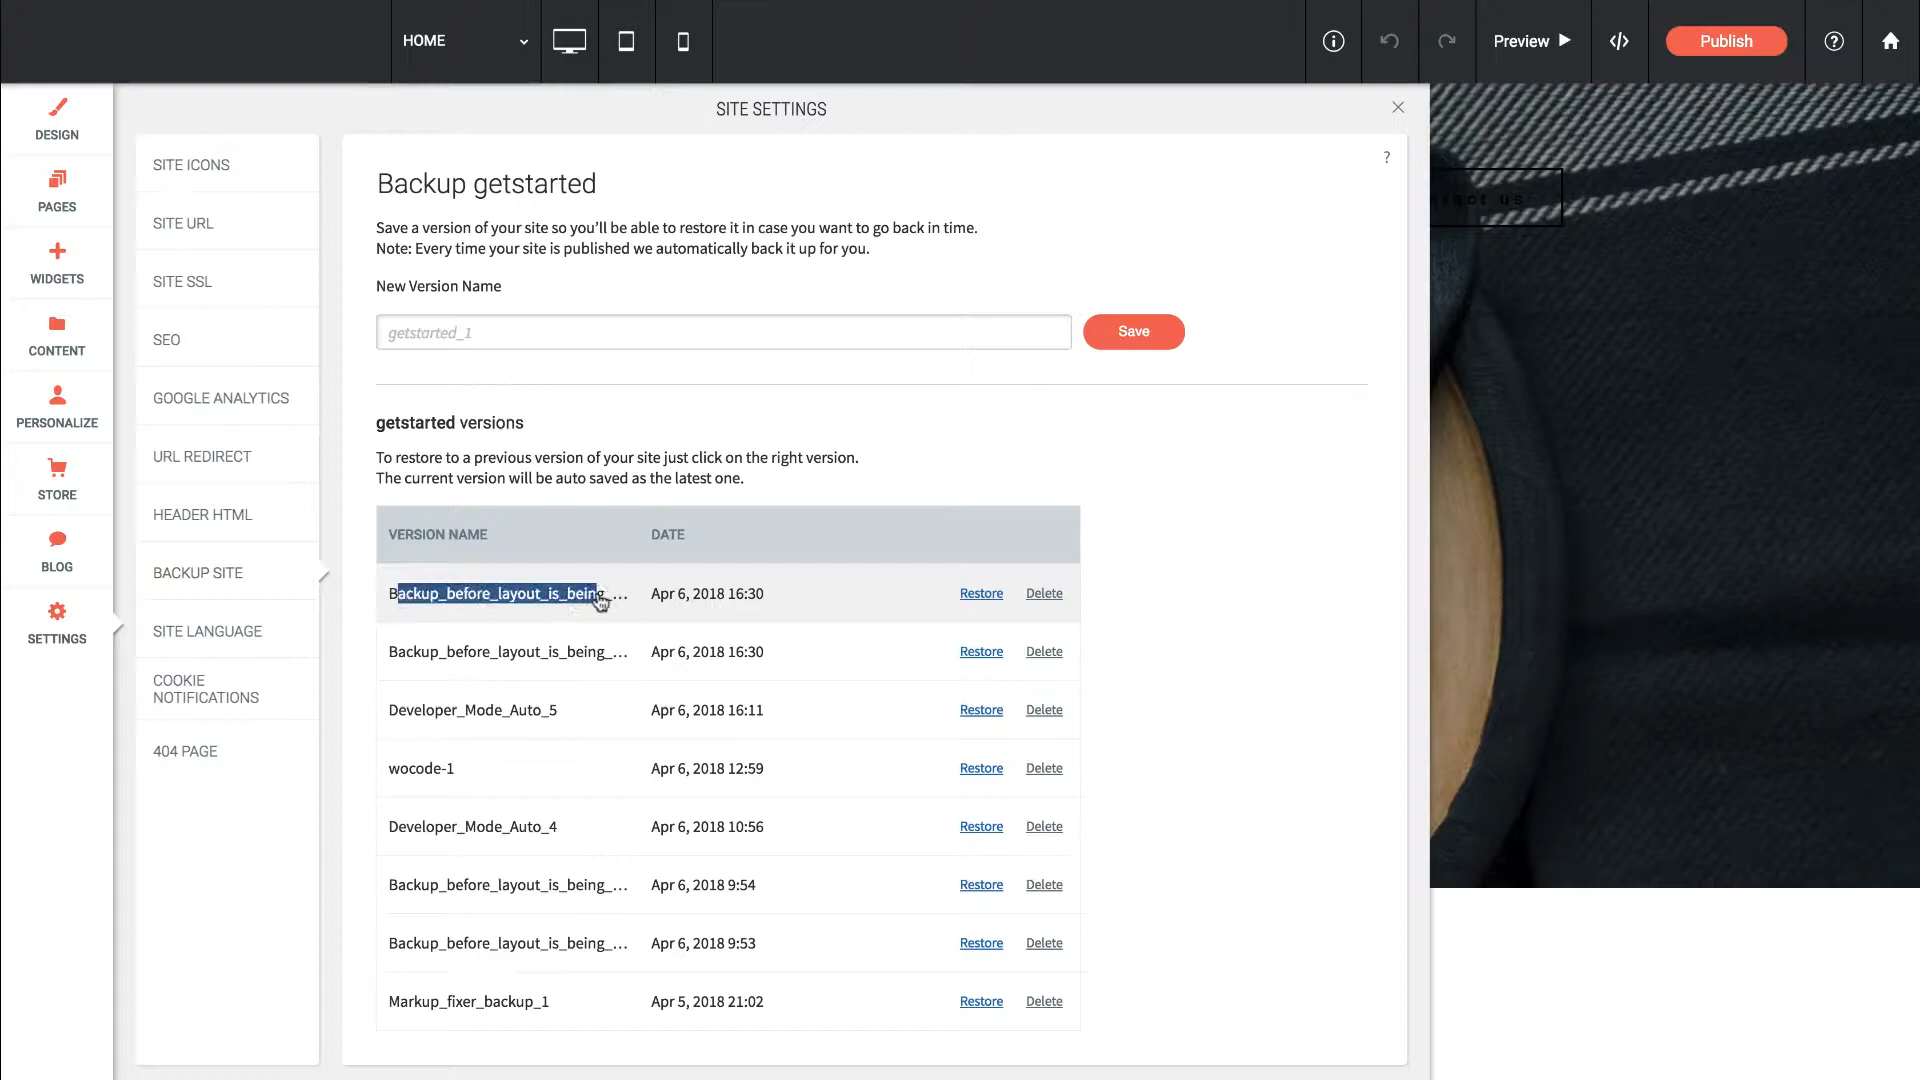 HOME
Preview
Publish
DESIGN
PAGES
WIDGETS
CONTENT
PERSONALIZE
STORE
BLOG
SETTINGS
SITE SETTINGS
SITE ICONS
SITE URL
SITE SSL
SEO
GOOGLE ANALYTICS
URL REDIRECT
HEADER HTML
BACKUP SITE
SITE LANGUAGE
COOKIE
NOTIFICATIONS
404 PAGE
?
Backup getstarted
Save a version of your site so you'll be able to restore it in case you want to go back in time.
Note: Every time your site is published we automatically back it up for you.
New Version Name
getstarted_1
Save
getstarted versions
To restore to a previous version of your site just click on the right version.
The current version will be auto saved as the latest one.
VERSION NAME DATE
Backup_before_layout_is_being_... Apr 6, 2018 16:30 Restore Delete
Backup_before_layout_is_being_... Apr 6, 2018 16:30 Restore Delete
Developer_Mode_Auto_5 Apr 6, 2018 16:11 Restore Delete
wocode-1 Apr 6, 2018 12:59 Restore Delete
Developer_Mode_Auto_4 Apr 6, 2018 10:56 Restore Delete
Backup_before_layout_is_being_... Apr 6, 2018 9:54 Restore Delete
Backup_before_layout_is_being_... Apr 6, 2018 9:53 Restore Delete
Markup_fixer_backup_1 Apr 5, 2018 21:02 Restore Delete
us